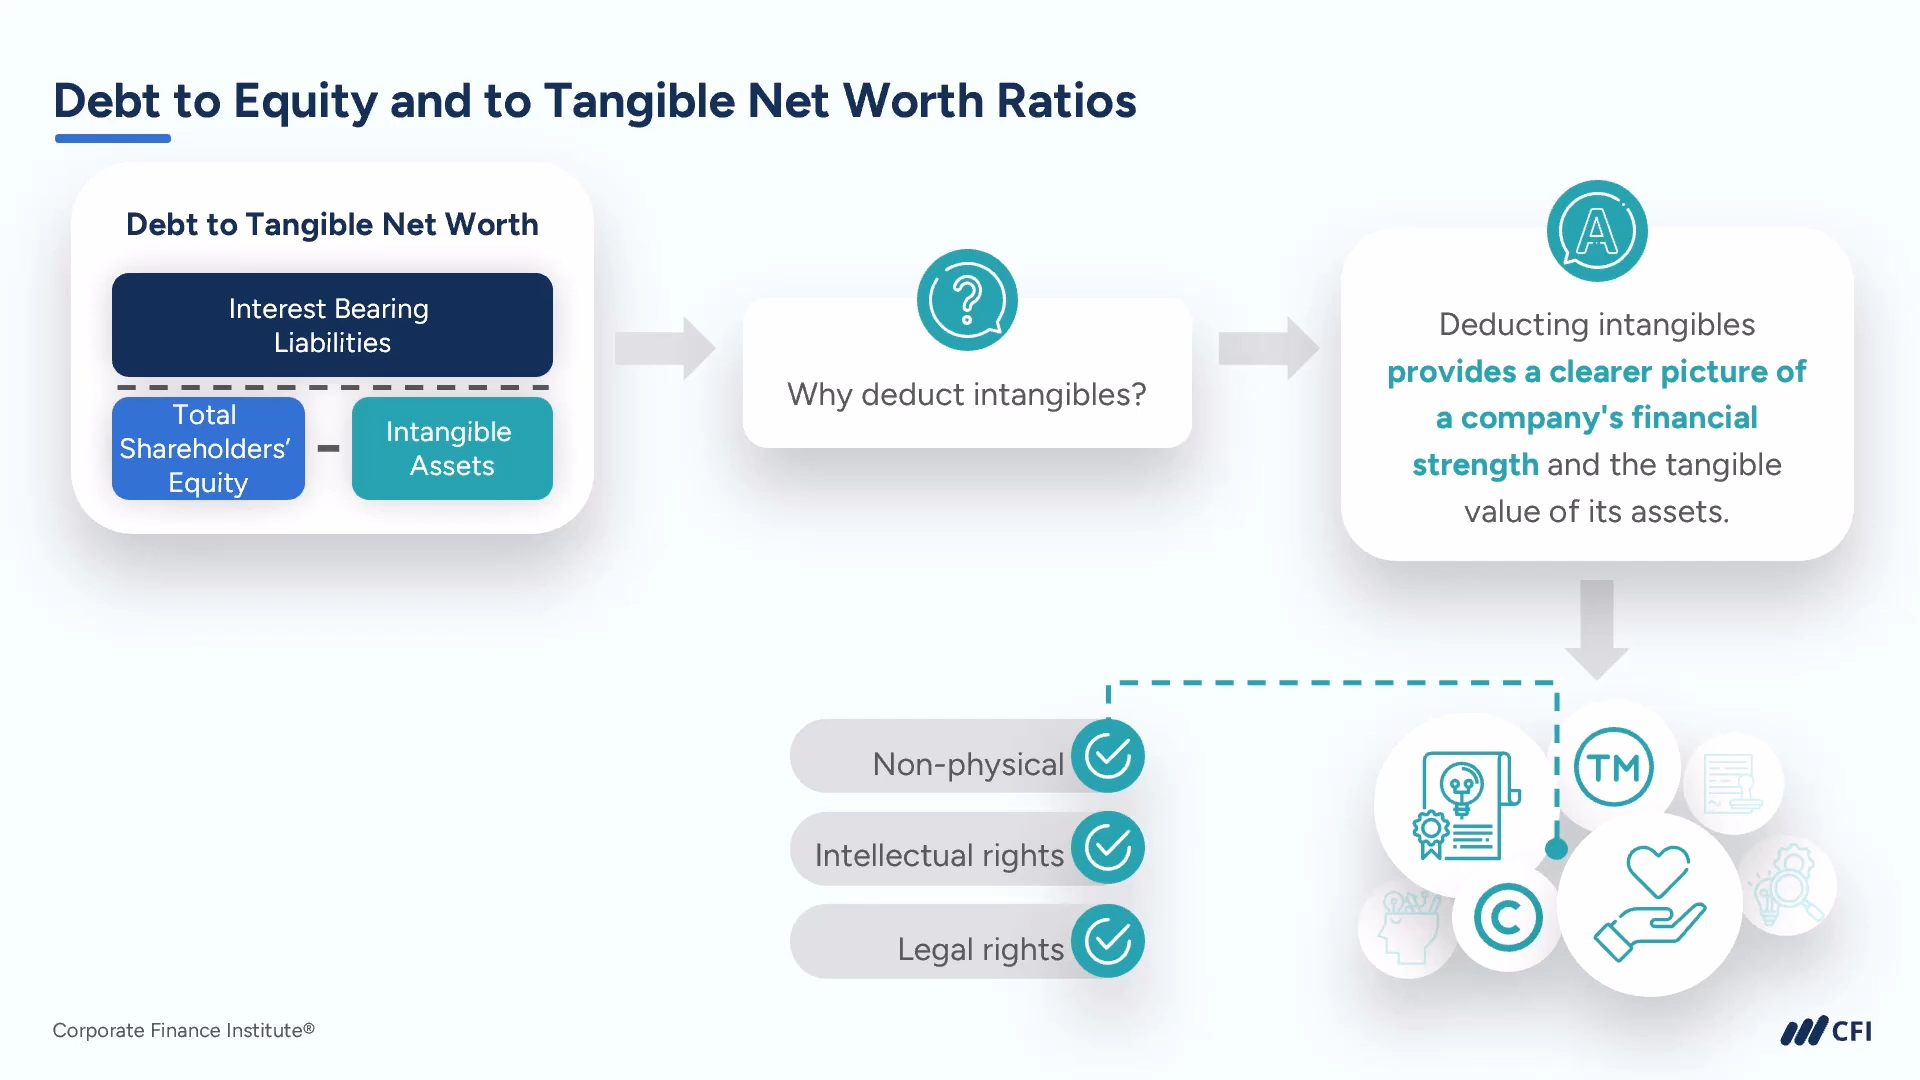 Debt to Equity and to Tangible Net Worth Ratios
Debt to Tangible Net Worth
Interest Bearing
Liabilities
Total
Shareholders’
Equity
–
Intangible
Assets
?
Why deduct intangibles?
A
Deducting intangibles
provides a clearer picture of
a company's financial
strength and the tangible
value of its assets.
Non-physical
Intellectual rights
Legal rights
TM
C
Corporate Finance Institute®
CFI